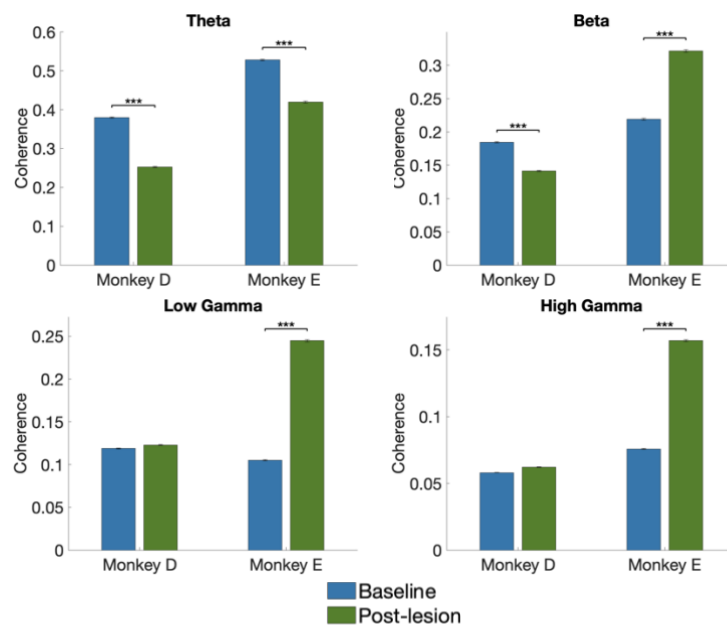 Theta
Coherence
0.6
0.5
0.4
0.3
0.2
0.1
0
***
***
Monkey D
Monkey E
Beta
Coherence
0.3
0.25
0.2
0.15
0.1
0.05
0
***
***
Monkey D
Monkey E
Low Gamma
Coherence
0.25
0.2
0.15
0.1
0.05
0
***
Monkey D
Monkey E
High Gamma
Coherence
0.15
0.1
0.05
0
***
Monkey D
Monkey E
Baseline
Post-lesion